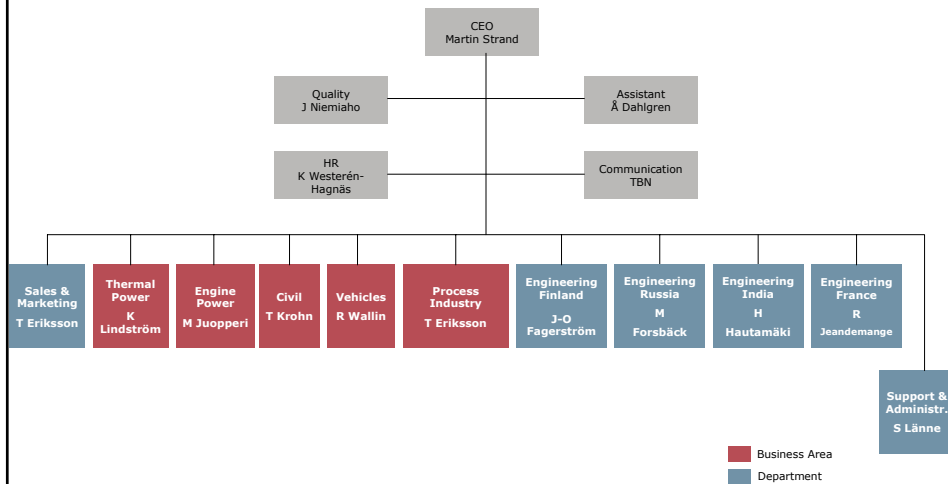 CEO
Martin Strand
Quality
J Niemiaho
Assistant
Å Dahlgren
HR
K Westerén-
Hagnäs
Communication
TBN
Sales &
Marketing
T Eriksson
Thermal
Power
K
Lindström
Engine
Power
M Juopperi
Civil
T Krohn
Vehicles
R Wallin
Process
Industry
T Eriksson
Engineering
Finland
J-O
Fagerström
Engineering
Russia
M
Forsbäck
Engineering
India
H
Hautamäki
Engineering
France
R
Jeandemange
Support &
Administr.
S Länne
Business Area
Department